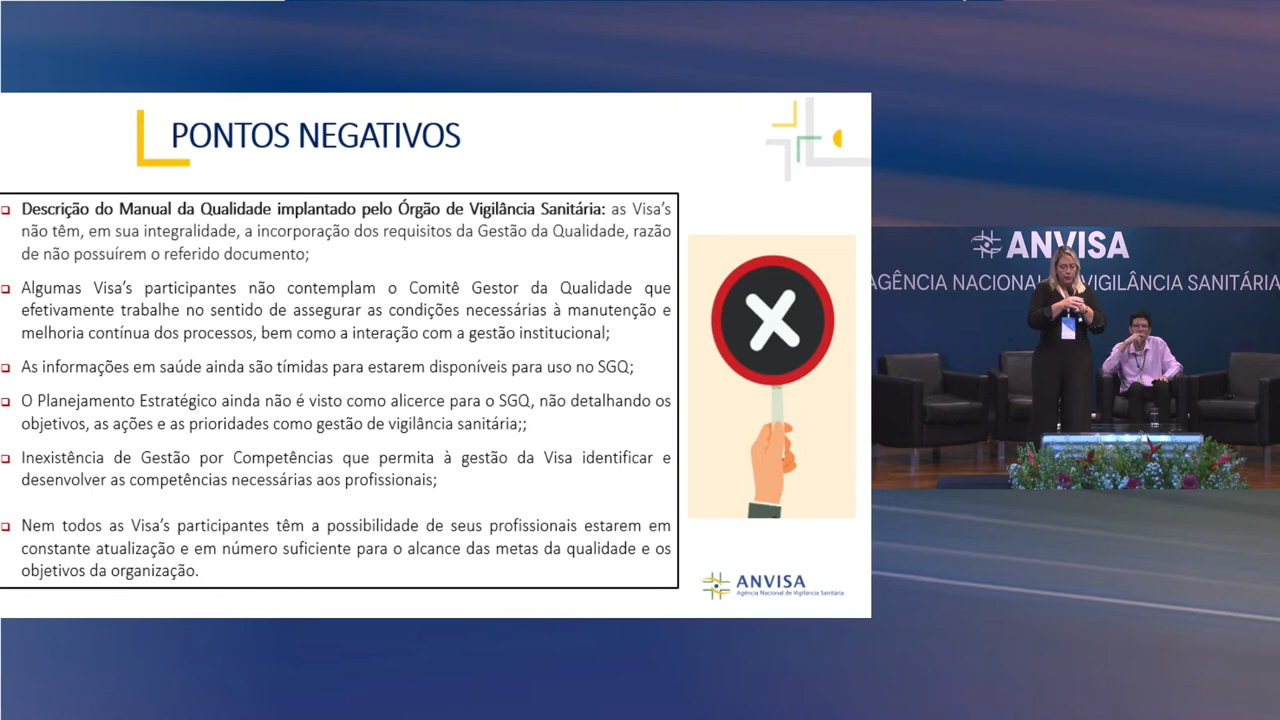 PONTOS NEGATIVOS
Descrição do Manual da Qualidade implantado pelo Órgão de Vigilância Sanitária: as Visa's
não têm, em sua integralidade, a incorporação dos requisitos da Gestão da Qualidade, razão
de não possuírem o referido documento;
Algumas Visa's participantes não contemplam o Comitê Gestor da Qualidade que
efetivamente trabalhe no sentido de assegurar as condições necessárias à manutenção e
melhoria contínua dos processos, bem como a interação com a gestão institucional;
As informações em saúde ainda são tímidas para estarem disponíveis para uso no SGQ;
O Planejamento Estratégico ainda não é visto como alicerce para o SGQ, não detalhando os
objetivos, as ações e as prioridades como gestão de vigilância sanitária;;
Inexistência de Gestão por Competências que permita à gestão da Visa identificar e
desenvolver as competências necessárias aos profissionais;
Nem todos as Visa's participantes têm a possibilidade de seus profissionais estarem em
constante atualização e em número suficiente para o alcance das metas da qualidade e os
objetivos da organização.
ANVISA
Agência Nacional de Vigilância Sanitária
ANVISA
AGÊNCIA NACIONAL VIGILÂNCIA SANITÁRIA